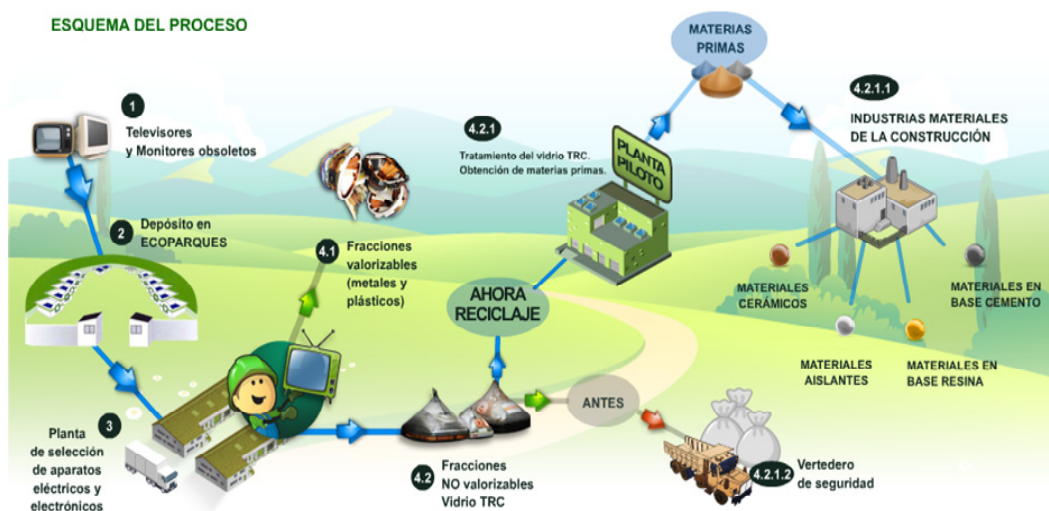 ESQUEMA DEL PROCESO
1
Televisores
y Monitores obsoletos
2
Depósito en
ECOPARQUES
3
Planta
de selección
de aparatos
eléctricos y
electrónicos
4.1
Fracciones
valorizables
(metales y
plásticos)
4.2
Fracciones
NO valorizables
Vidrio TRC
AHORA
RECICLAJE
ANTES
4.2.1.2
Vertedero
de seguridad
4.2.1
Tratamiento del vidrio TRC.
Obtención de materias primas.
PLANTA
PILOTO
MATERIAS
PRIMAS
4.2.1.1
INDUSTRIAS MATERIALES
DE LA CONSTRUCCIÓN
MATERIALES
CERÁMICOS
MATERIALES
AISLANTES
MATERIALES EN
BASE RESINA
MATERIALES EN
BASE CEMENTO